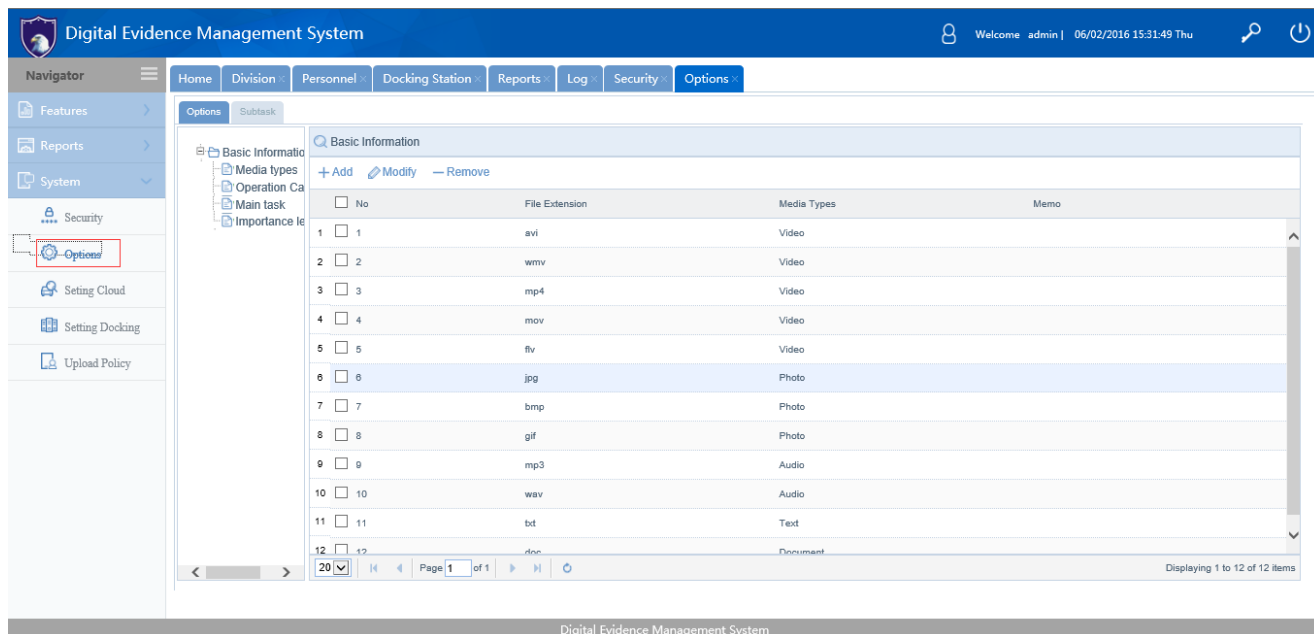 Digital Evidence Management System
Welcome admin | 06/02/2016 15:31:49 Thu
Navigator
Home Division Personnel Docking Station Reports Log Security Options
Features
Reports
System
Security
Options
Seting Cloud
Setting Docking
Upload Policy
Options Subtask
Basic Informatio
Media types
Operation Ca
Main task
Importance le
Basic Information
Add Modify Remove
No File Extension Media Types Memo
1 1 avi Video
2 2 wmv Video
3 3 mp4 Video
4 4 mov Video
5 5 flv Video
6 6 jpg Photo
7 7 bmp Photo
8 8 gif Photo
9 9 mp3 Audio
10 10 wav Audio
11 11 txt Text
12 12 doc Document
20 Page 1 of 1 Displaying 1 to 12 of 12 items
Digital Evidence Management System